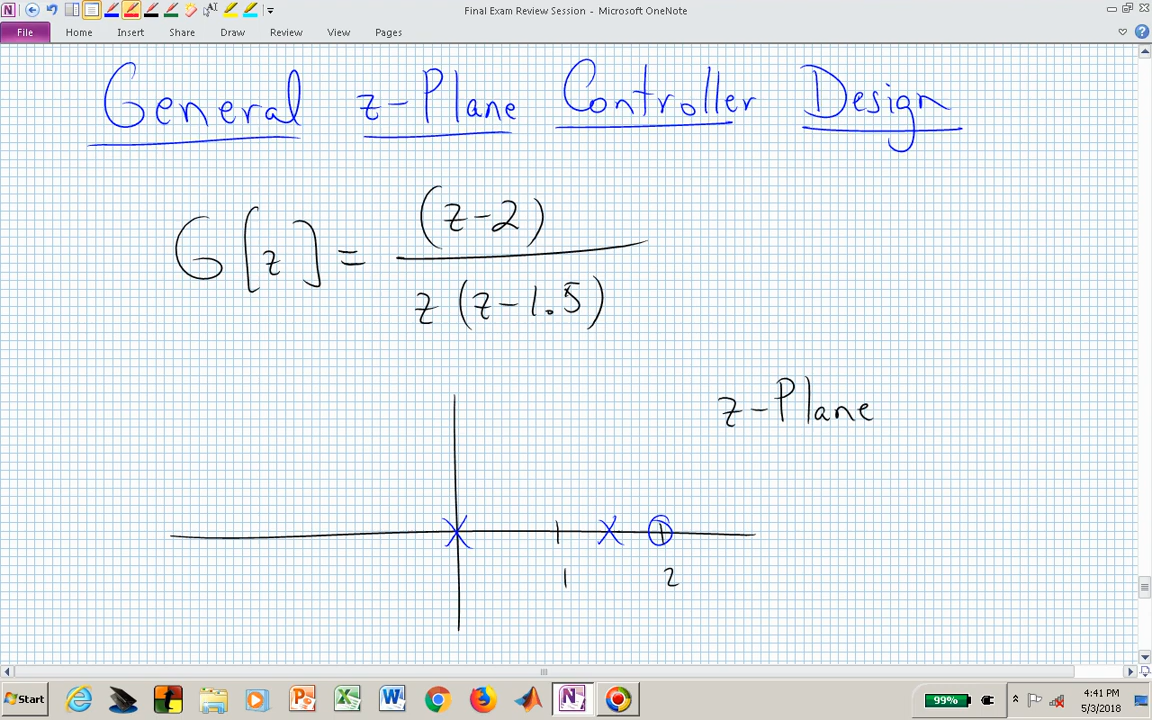 Final Exam Review Session - Microsoft OneNote
File Home Insert Share Draw Review View Pages
General z-Plane Controller Design
G[z] = (z-2)
z(z-1.5)
z-Plane
1 2
Start 99% 4:41 PM
5/3/2018